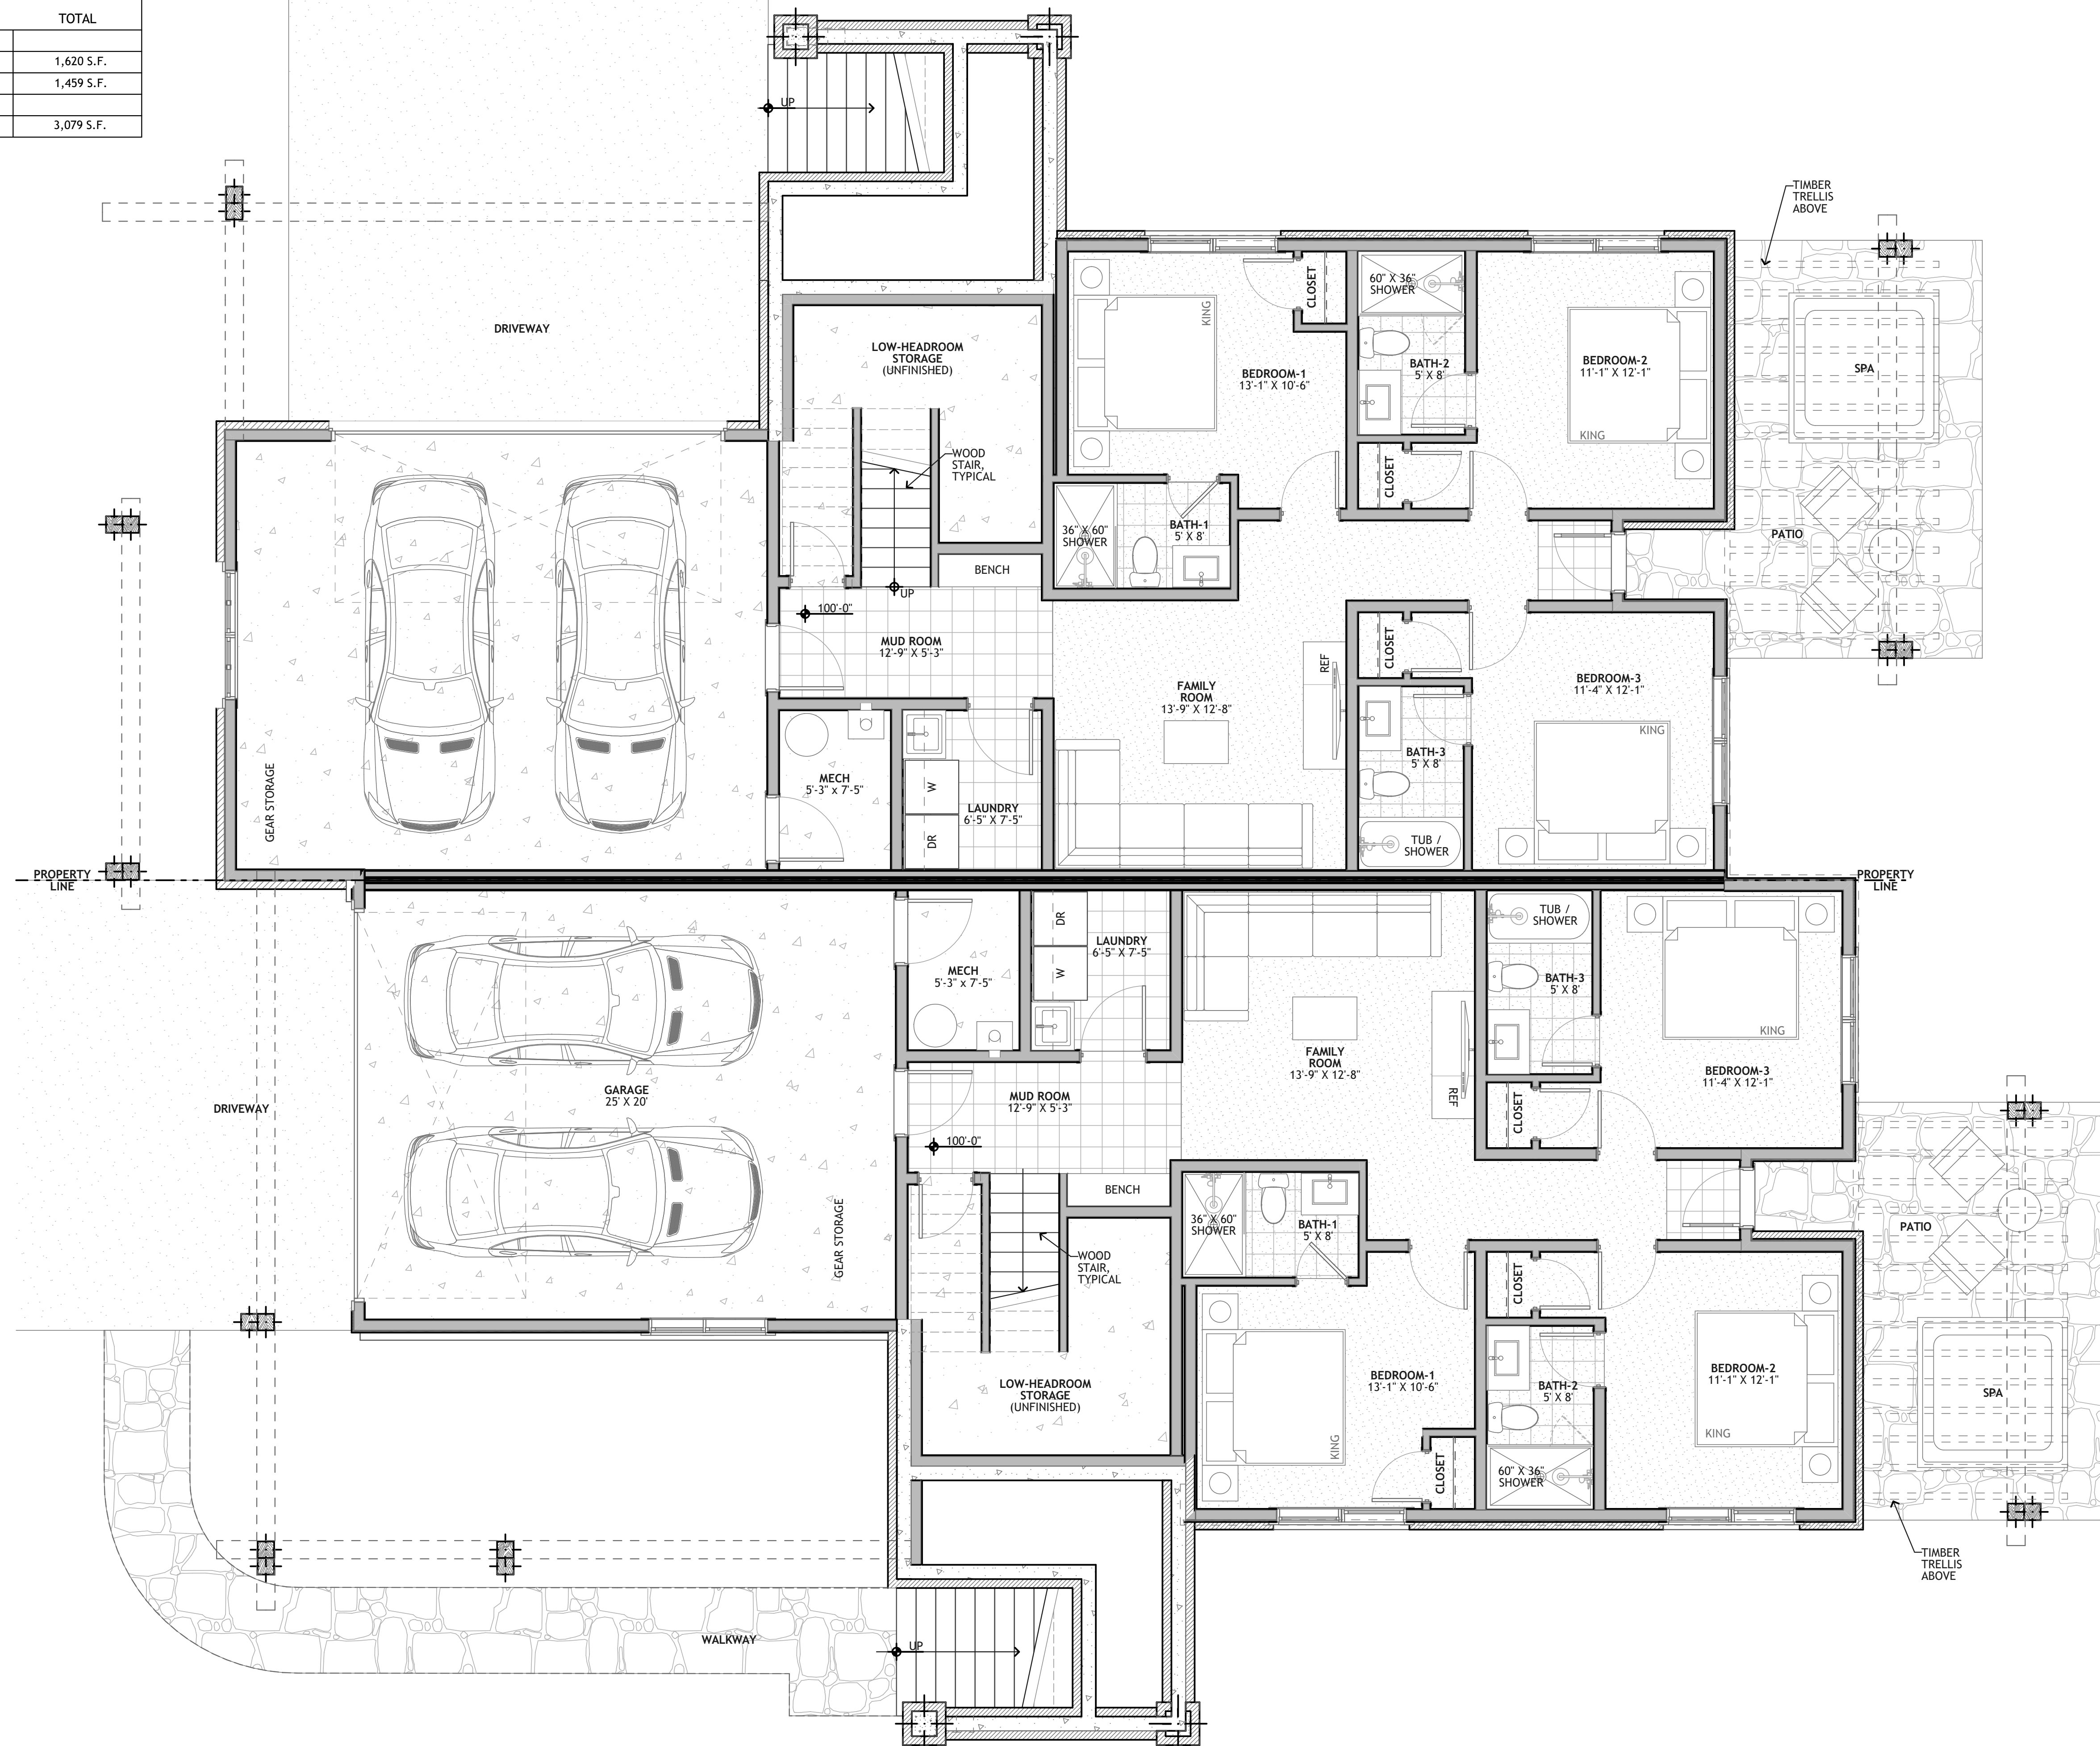 TOTAL
1,620 S.F.
1,459 S.F.
3,079 S.F.
UP
TIMBER
TRELLIS
ABOVE
DRIVEWAY
LOW-HEADROOM
STORAGE
(UNFINISHED)
WOOD
STAIR,
TYPICAL
KING
CLOSET
BEDROOM-1
13'-1" X 10'-6"
60" X 36"
SHOWER
BATH-2
5' X 8'
CLOSET
BEDROOM-2
11'-1" X 12'-1"
KING
SPA
PATIO
36" X 60"
SHOWER
BATH-1
5' X 8'
BENCH
UP
100'-0"
MUD ROOM
12'-9" X 5'-3"
GEAR STORAGE
MECH
5'-3" x 7'-5"
W
DR
LAUNDRY
6'-5" X 7'-5"
FAMILY
ROOM
13'-9" X 12'-8"
REF
CLOSET
BEDROOM-3
11'-4" X 12'-1"
KING
BATH-3
5' X 8'
TUB /
SHOWER
PROPERTY
LINE
PROPERTY
LINE
DRIVEWAY
GARAGE
25' X 20'
GEAR STORAGE
MECH
5'-3" x 7'-5"
DR
W
LAUNDRY
6'-5" X 7'-5"
FAMILY
ROOM
13'-9" X 12'-8"
REF
TUB /
SHOWER
BATH-3
5' X 8'
KING
BEDROOM-3
11'-4" X 12'-1"
CLOSET
MUD ROOM
12'-9" X 5'-3"
100'-0"
BENCH
WOOD
STAIR,
TYPICAL
36" X 60"
SHOWER
BATH-1
5' X 8'
PATIO
CLOSET
LOW-HEADROOM
STORAGE
(UNFINISHED)
BEDROOM-1
13'-1" X 10'-6"
KING
CLOSET
BATH-2
5' X 8'
60" X 36"
SHOWER
BEDROOM-2
11'-1" X 12'-1"
KING
SPA
TIMBER
TRELLIS
ABOVE
WALKWAY
UP